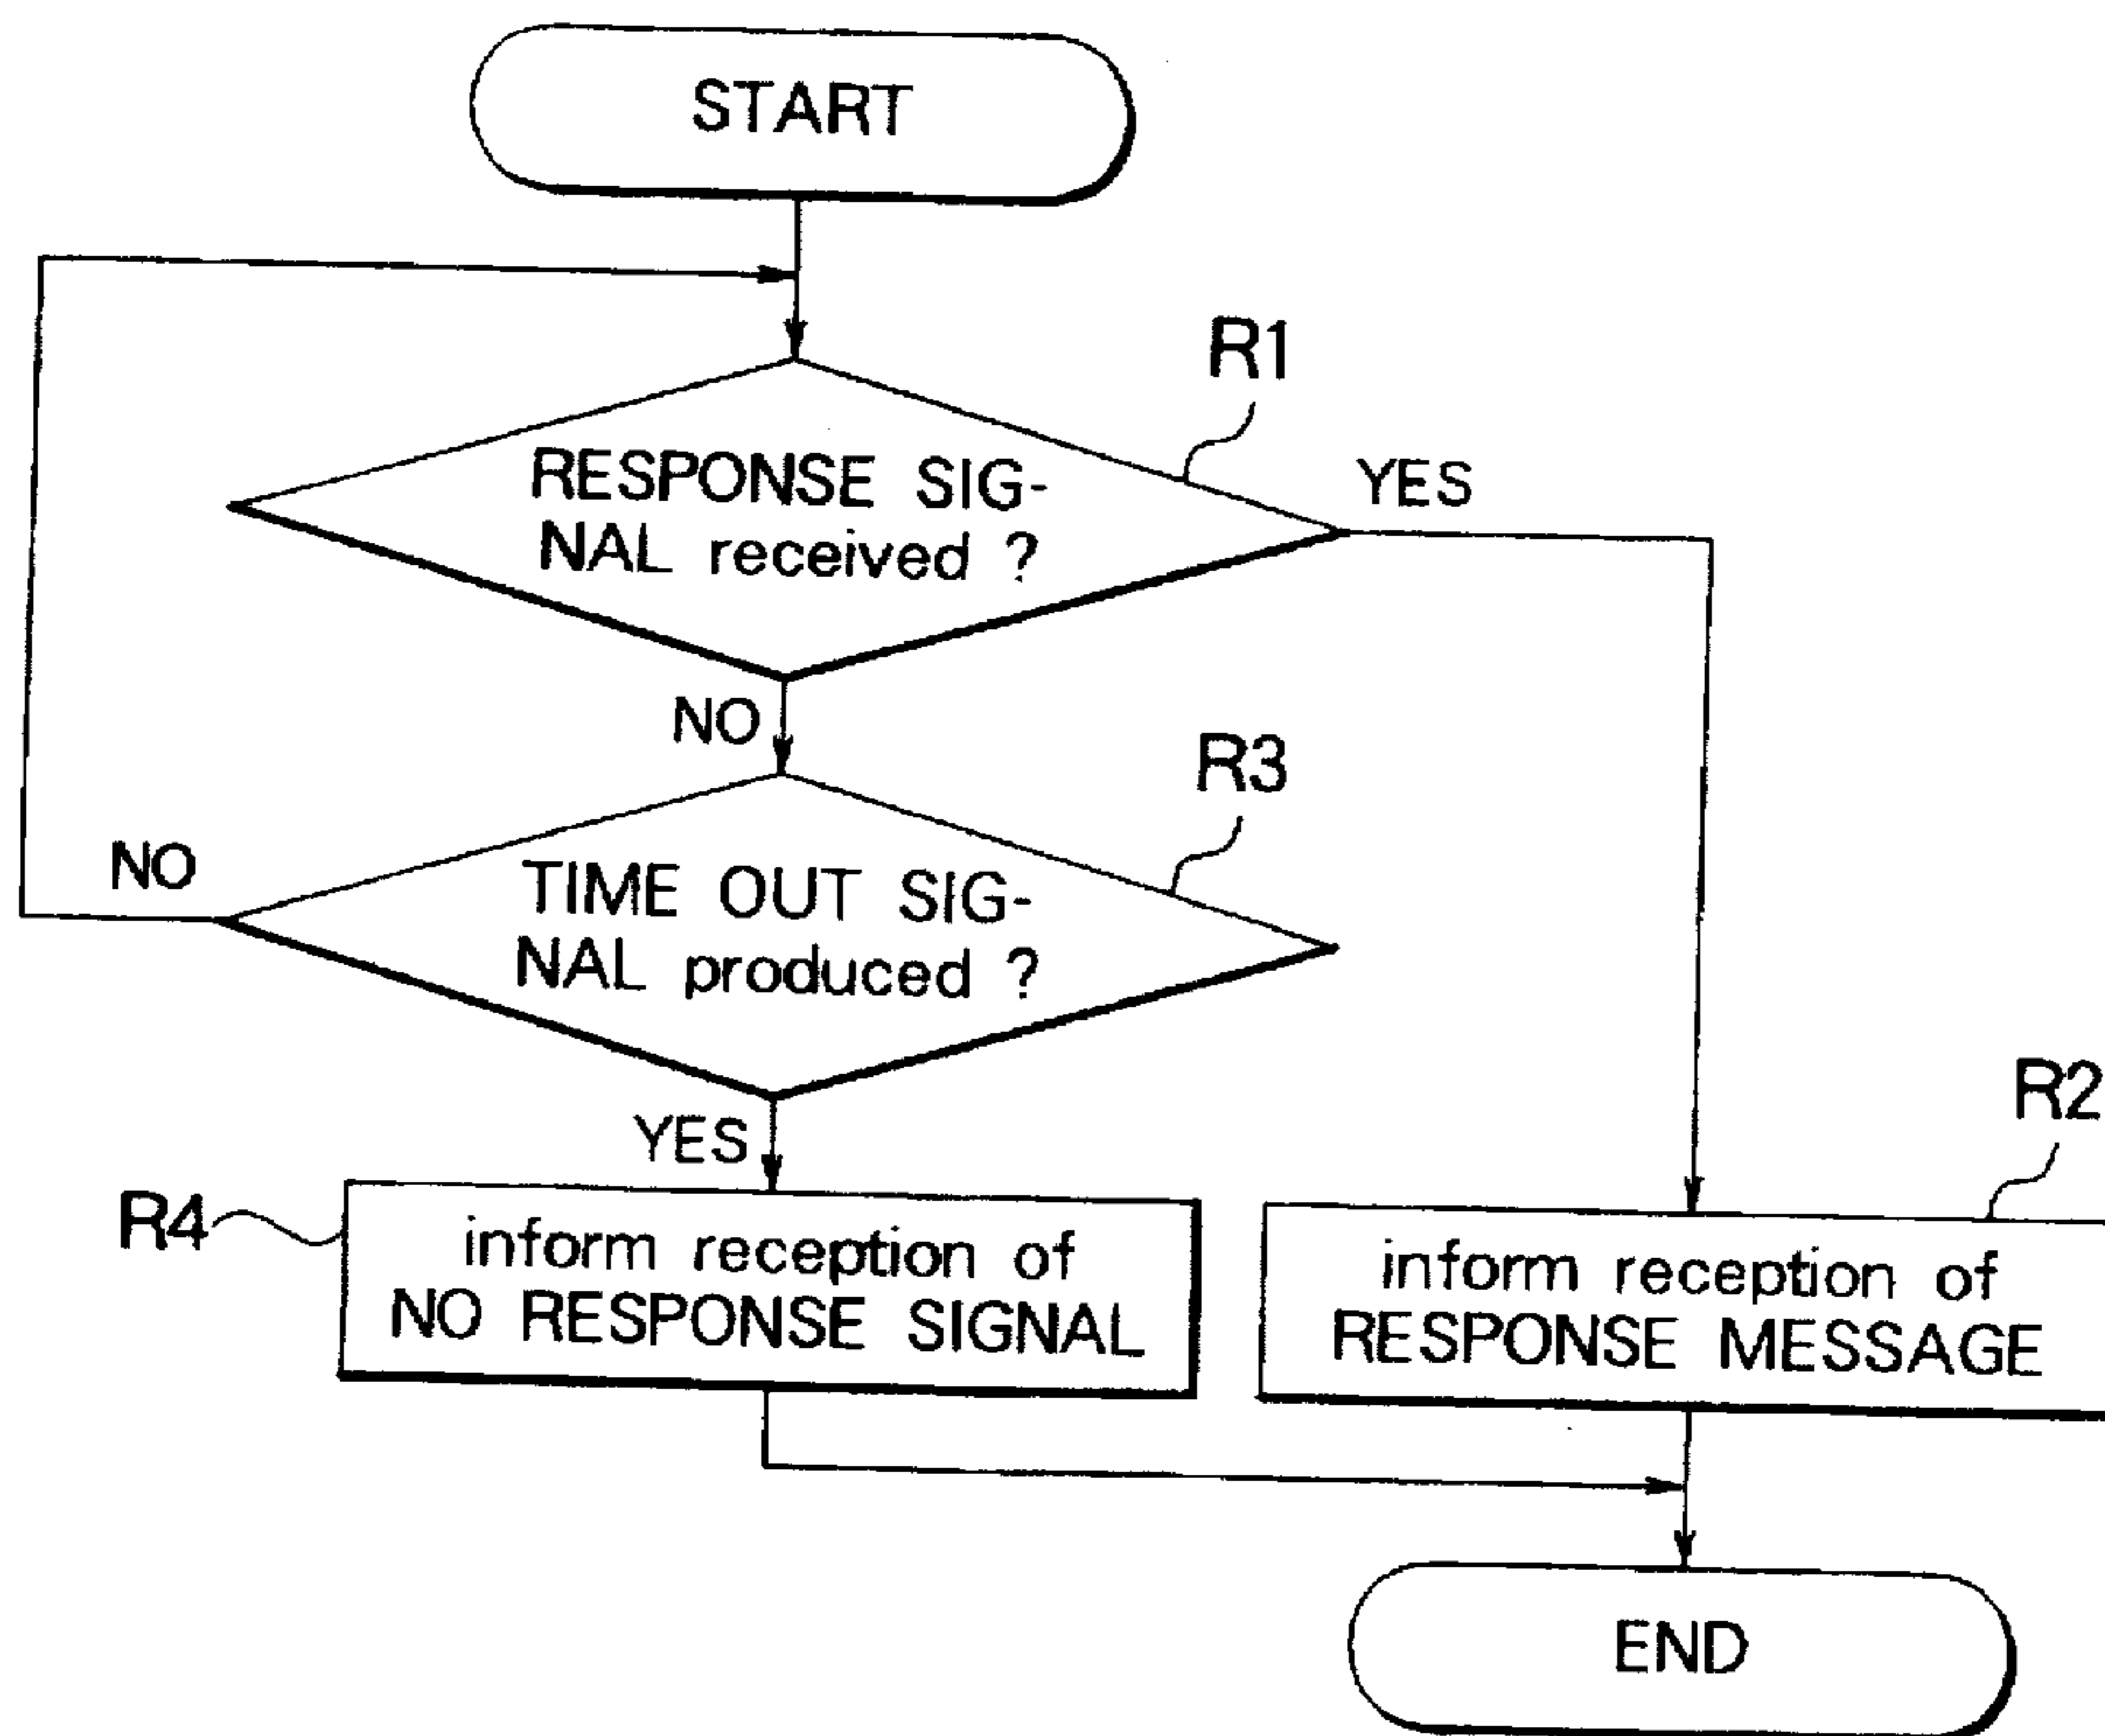 START
R1
RESPONSE SIG-
NAL received ?
YES
NO
R3
TIME OUT SIG-
NAL produced ?
NO
YES
R2
R4
inform reception of
NO RESPONSE SIGNAL
inform reception of
RESPONSE MESSAGE
END